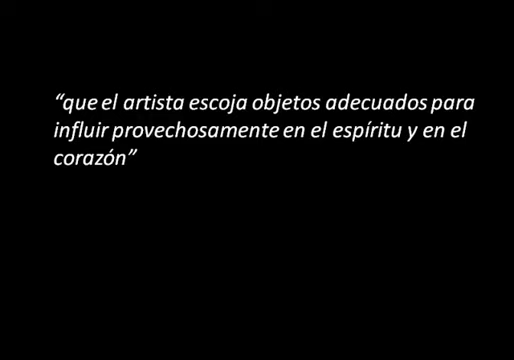 “que el artista escoja objetos adecuados para
influir provechosamente en el espíritu y en el
corazón”